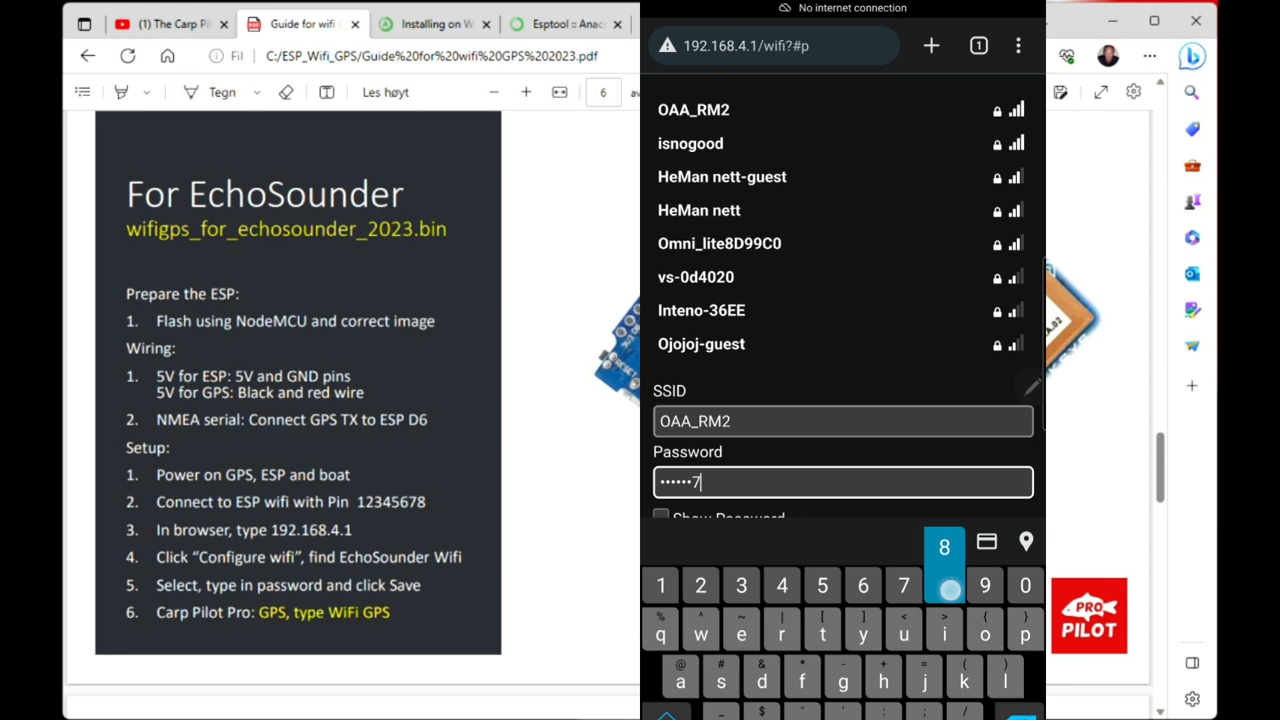 (1) The Carp Pi
Guide for wifi
Installing on W
Esptool :: Anac
Fil
C:/ESP_Wifi_GPS/Guide%20for%20wifi%20GPS%202023.pdf
Tegn
Les høyt
6
av
For EchoSounder
wifigps_for_echosounder_2023.bin
Prepare the ESP:
1. Flash using NodeMCU and correct image
Wiring:
1. 5V for ESP: 5V and GND pins
5V for GPS: Black and red wire
2. NMEA serial: Connect GPS TX to ESP D6
Setup:
1. Power on GPS, ESP and boat
2. Connect to ESP wifi with Pin 12345678
3. In browser, type 192.168.4.1
4. Click “Configure wifi”, find EchoSounder Wifi
5. Select, type in password and click Save
6. Carp Pilot Pro: GPS, type WiFi GPS
RESET
No internet connection
192.168.4.1/wifi?#p
1
OAA_RM2
isnogood
HeMan nett-guest
HeMan nett
Omni_lite8D99C0
vs-0d4020
Inteno-36EE
Ojojoj-guest
SSID
OAA_RM2
Password
••••••7
Show Password
8
1 2 3 4 5 6 7 9 0
% ^ ~ | [ ] < > { }
q w e r t y u i o p
@ # & * - + = ( )
a s d f g h j k l
_ $ " ' : ; /
PRO
PILOT